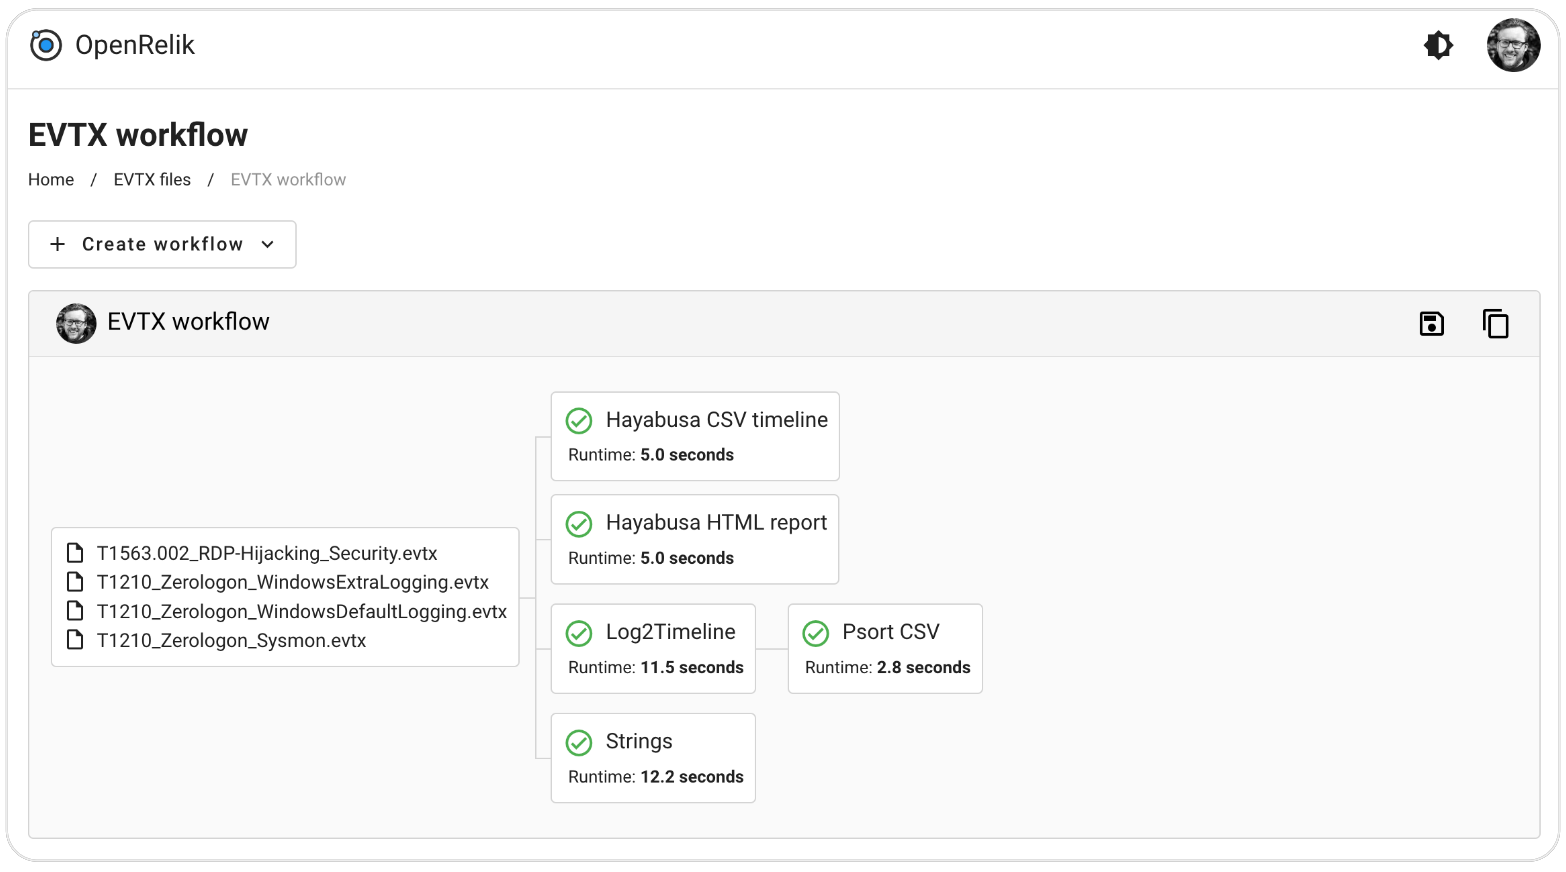 OpenRelik
EVTX workflow
Home / EVTX files / EVTX workflow
+ Create workflow
EVTX workflow
Hayabusa CSV timeline
Runtime: 5.0 seconds
Hayabusa HTML report
Runtime: 5.0 seconds
T1563.002_RDP-Hijacking_Security.evtx
T1210_Zerologon_WindowsExtraLogging.evtx
T1210_Zerologon_WindowsDefaultLogging.evtx
T1210_Zerologon_Sysmon.evtx
Log2Timeline
Runtime: 11.5 seconds
Psort CSV
Runtime: 2.8 seconds
Strings
Runtime: 12.2 seconds